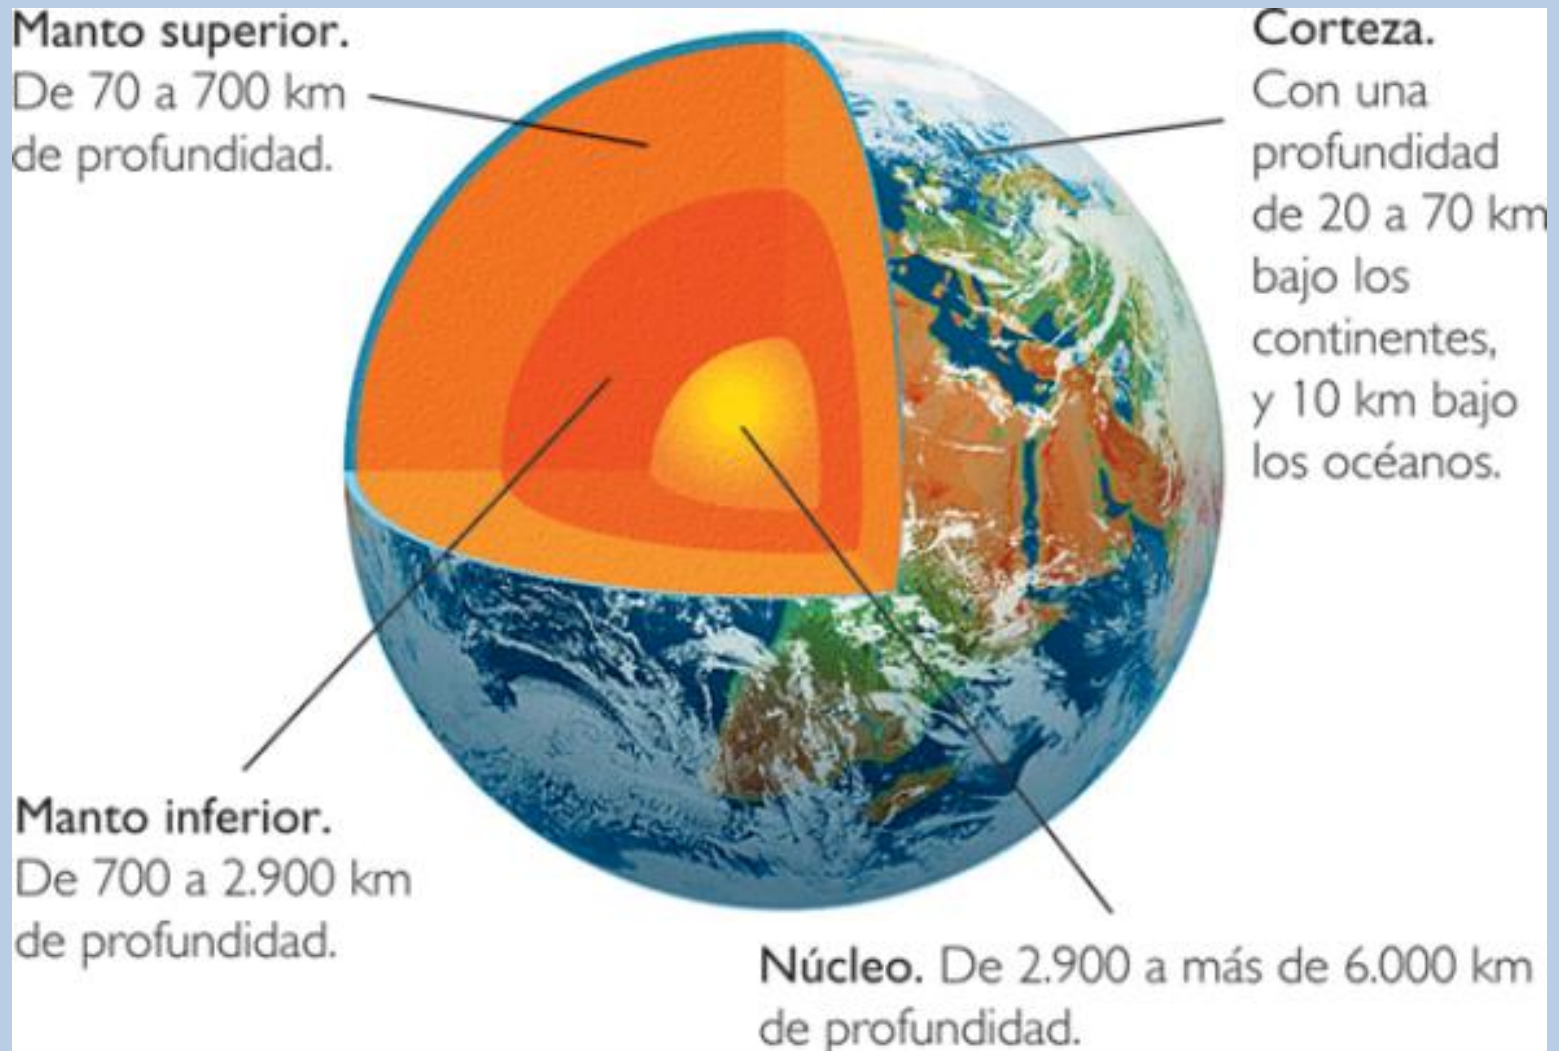 Manto superior.
De 70 a 700 km
de profundidad.
Corteza.
Con una
profundidad
de 20 a 70 km
bajo los
continentes,
y 10 km bajo
los océanos.
Manto inferior.
De 700 a 2.900 km
de profundidad.
Núcleo. De 2.900 a más de 6.000 km
de profundidad.